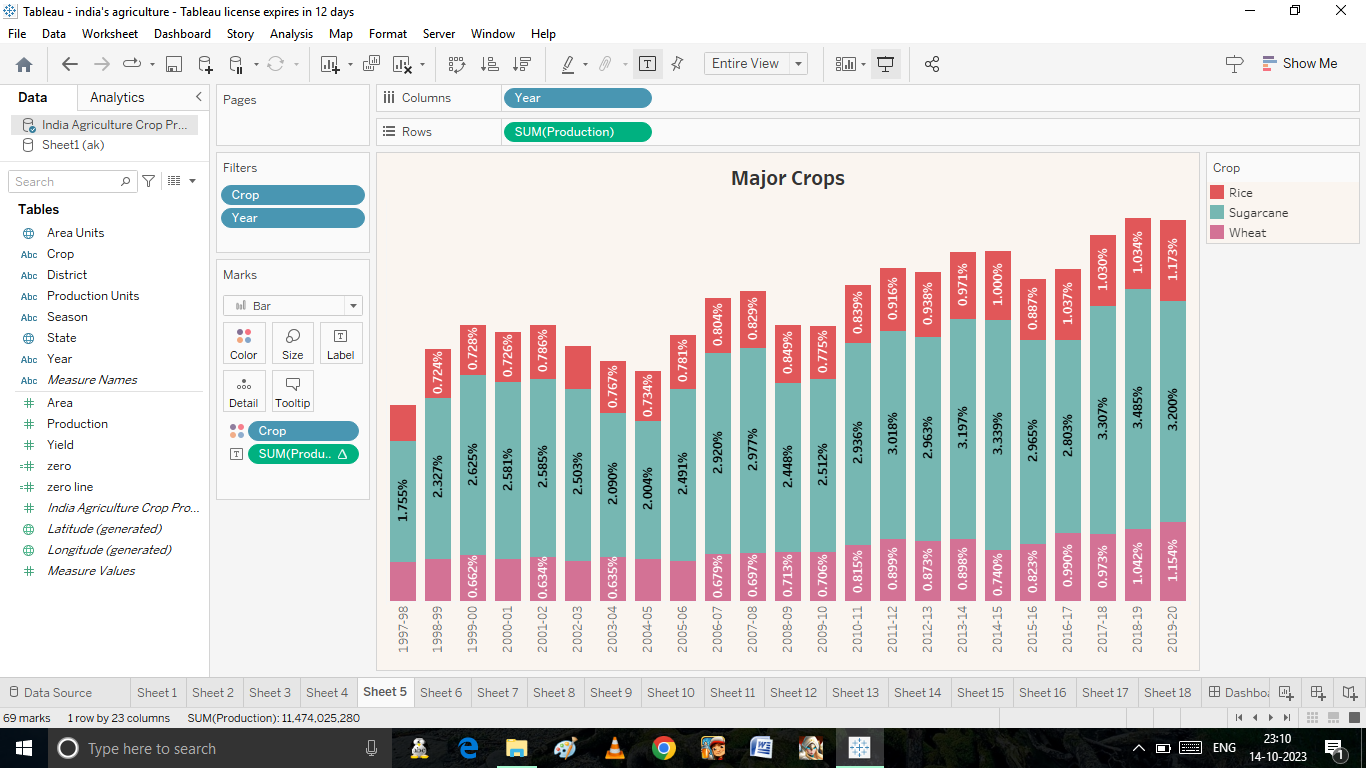 Tableau - india's agriculture - Tableau license expires in 12 days
File Data Worksheet Dashboard Story Analysis Map Format Server Window Help
Entire View
Show Me
Data Analytics
India Agriculture Crop Pr...
Sheet1 (ak)
Search
Tables
Area Units
Abc Crop
Abc District
Abc Production Units
Abc Season
State
Abc Year
Abc Measure Names
Area
Production
Yield
zero
zero line
India Agriculture Crop Pro...
Latitude (generated)
Longitude (generated)
Measure Values
Pages
Filters
Crop
Year
Marks
Bar
Color Size Label
Detail Tooltip
Crop
SUM(Produ.. Δ
Columns Year
Rows SUM(Production)
Major Crops
0.724% 0.728% 0.726% 0.786% 0.767% 0.734% 0.781% 0.804% 0.829% 0.849% 0.775% 0.839% 0.916% 0.938% 0.971% 1.000% 0.887% 1.037% 1.030% 1.034% 1.173%
1.755% 2.327% 2.625% 2.581% 2.585% 2.503% 2.090% 2.004% 2.491% 2.920% 2.977% 2.448% 2.512% 2.936% 3.018% 2.963% 3.197% 3.339% 2.965% 2.803% 3.307% 3.485% 3.200%
0.662% 0.634% 0.635% 0.679% 0.697% 0.713% 0.706% 0.815% 0.899% 0.873% 0.898% 0.740% 0.823% 0.990% 0.973% 1.042% 1.154%
1997-98 1998-99 1999-00 2000-01 2001-02 2002-03 2003-04 2004-05 2005-06 2006-07 2007-08 2008-09 2009-10 2010-11 2011-12 2012-13 2013-14 2014-15 2015-16 2016-17 2017-18 2018-19 2019-20
Crop
Rice
Sugarcane
Wheat
Data Source Sheet 1 Sheet 2 Sheet 3 Sheet 4 Sheet 5 Sheet 6 Sheet 7 Sheet 8 Sheet 9 Sheet 10 Sheet 11 Sheet 12 Sheet 13 Sheet 14 Sheet 15 Sheet 16 Sheet 17 Sheet 18 Dashboa
69 marks 1 row by 23 columns SUM(Production): 11,474,025,280
Type here to search
ENG
23:10
14-10-2023
1